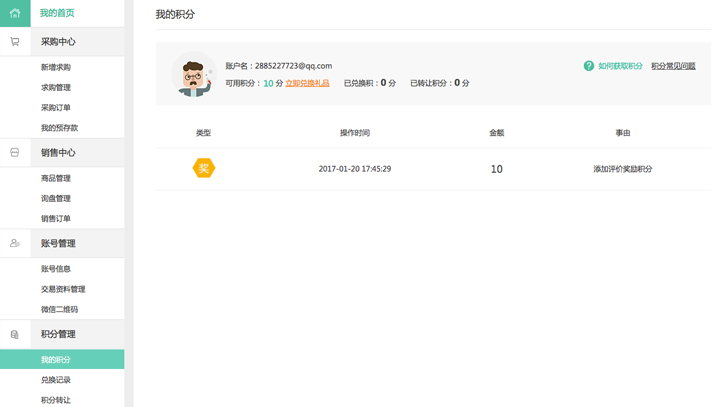 我的首页
采购中心
新增求购
求购管理
采购订单
我的预存款
销售中心
商品管理
询盘管理
销售订单
账号管理
账号信息
交易资料管理
微信二维码
积分管理
我的积分
兑换记录
积分转让
我的积分
账户名：2885227723@qq.com
? 如何获取积分 积分常见问题
可用积分： 10 分 立即兑换礼品 已兑换积：0 分 已转让积分：0 分
类型 操作时间 金额 事由
奖 2017-01-20 17:45:29 10 添加评价奖励积分